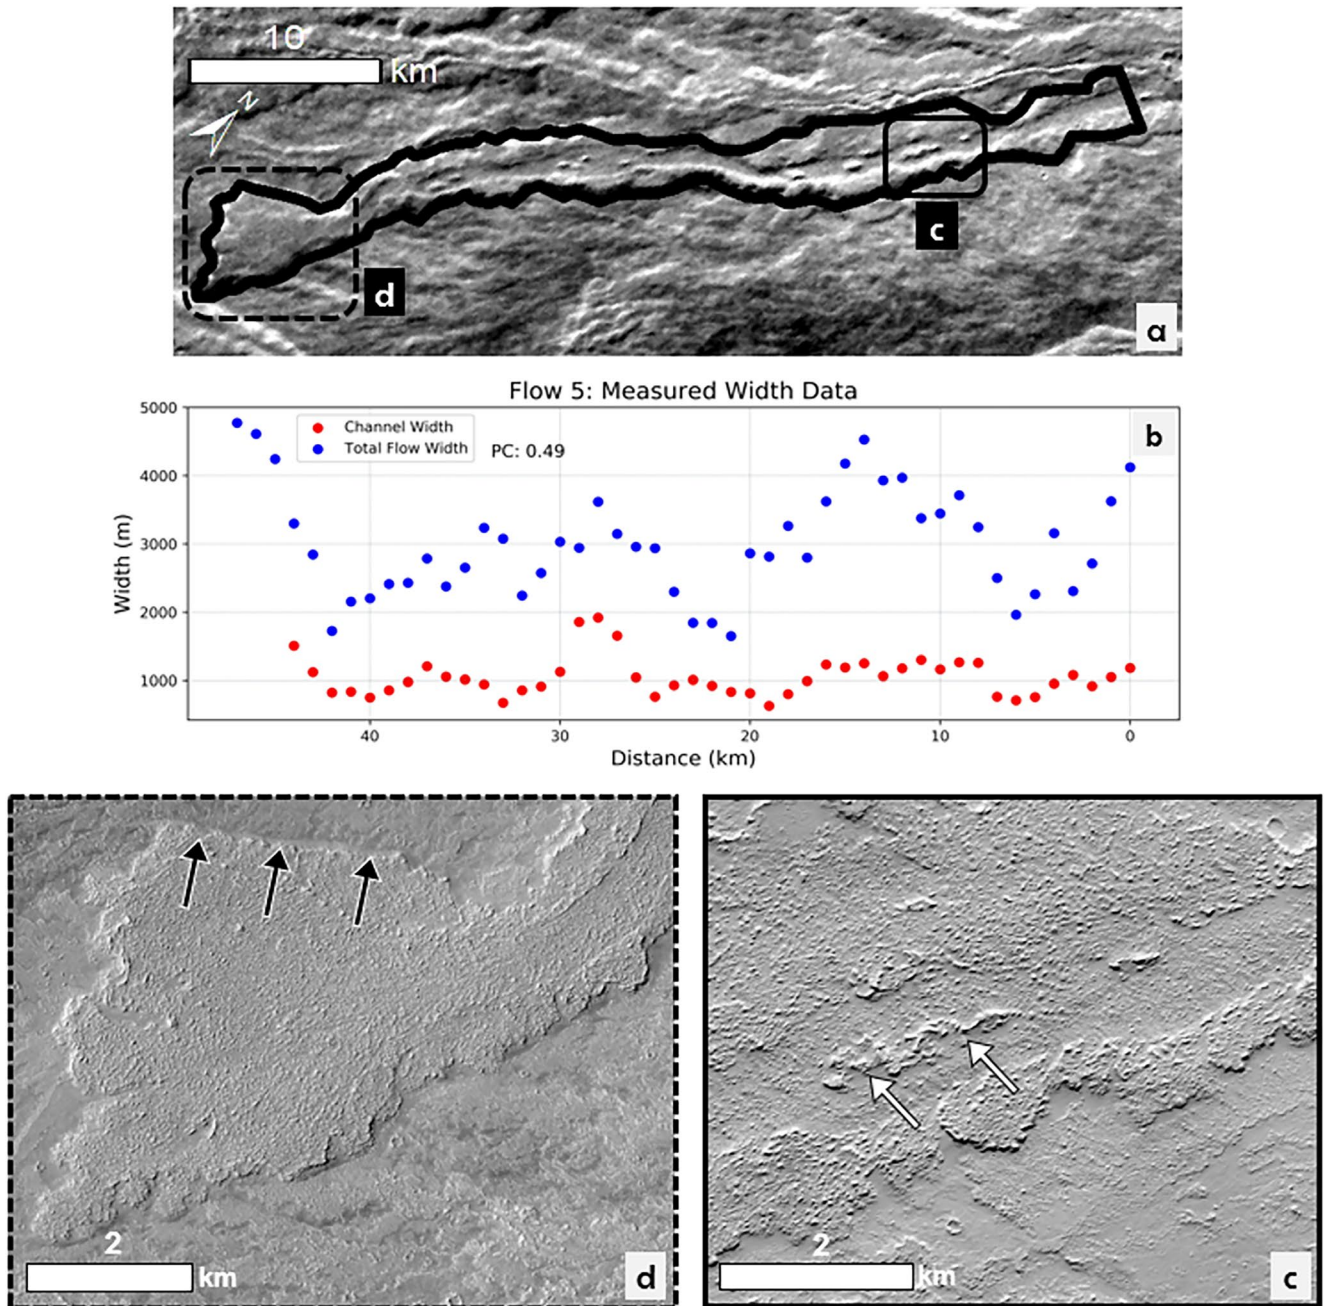 10
km
N
c
d
a
Flow 5: Measured Width Data
5000
4000
3000
2000
1000
Width (m)
Channel Width
Total Flow Width
PC: 0.49
b
40
30
20
10
0
Distance (km)
2
km
d
2
km
c